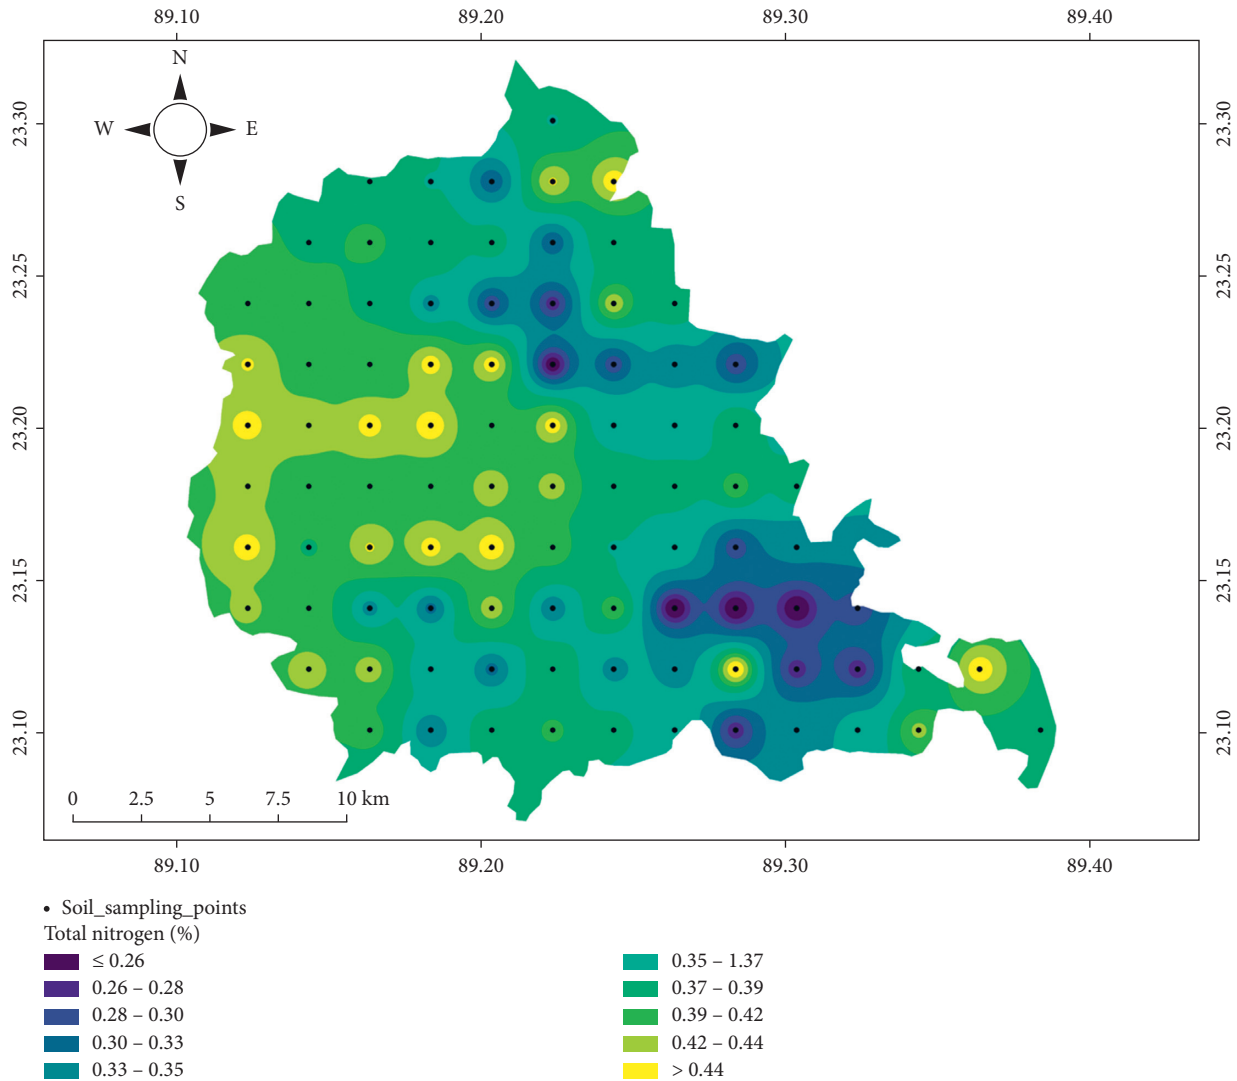 89.10 89.20 89.30 89.40
N
W E
S
23.30 23.30
23.25 23.25
23.20 23.20
23.15 23.15
23.10 23.10
0 2.5 5 7.5 10 km
89.10 89.20 89.30 89.40
Soil_sampling_points
Total nitrogen (%)
≤ 0.26
0.26 – 0.28
0.28 – 0.30
0.30 – 0.33
0.33 – 0.35
0.35 – 1.37
0.37 – 0.39
0.39 – 0.42
0.42 – 0.44
> 0.44